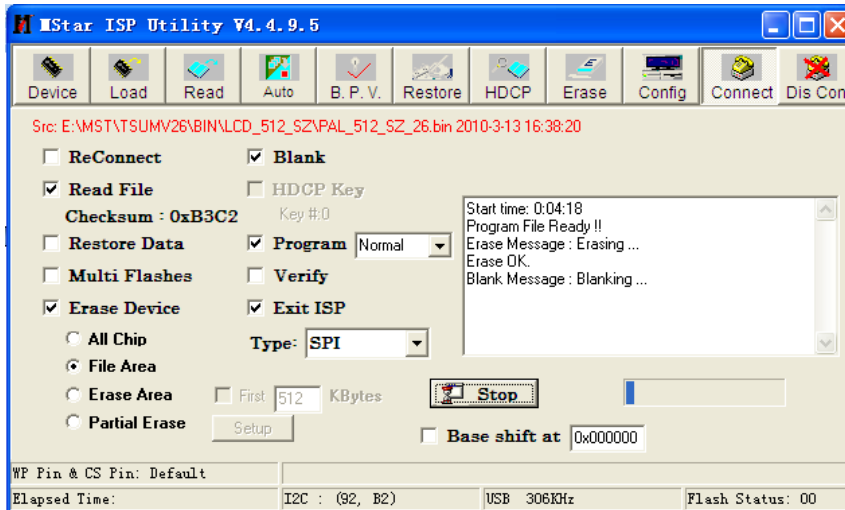 MStar ISP Utility V4.4.9.5
Device Load Read Auto B. P. V. Restore HDCP Erase Config Connect Dis Con
Src: E:\MST\TSUMV26\BIN\LCD_512_SZ\PAL_512_SZ_26.bin 2010-3-13 16:38:20
ReConnect Blank
Read File HDCP Key
Checksum : 0xB3C2 Key #:0
Restore Data Program Normal
Multi Flashes Verify
Erase Device Exit ISP
All Chip Type: SPI
File Area
Erase Area First 512 KBytes
Partial Erase Setup
Start time: 0:04:18
Program File Ready !!
Erase Message : Erasing ...
Erase OK.
Blank Message : Blanking ...
Stop
Base shift at 0x000000
WP Pin & CS Pin: Default
Elapsed Time: I2C : (92, B2) USB 306KHz Flash Status: 00